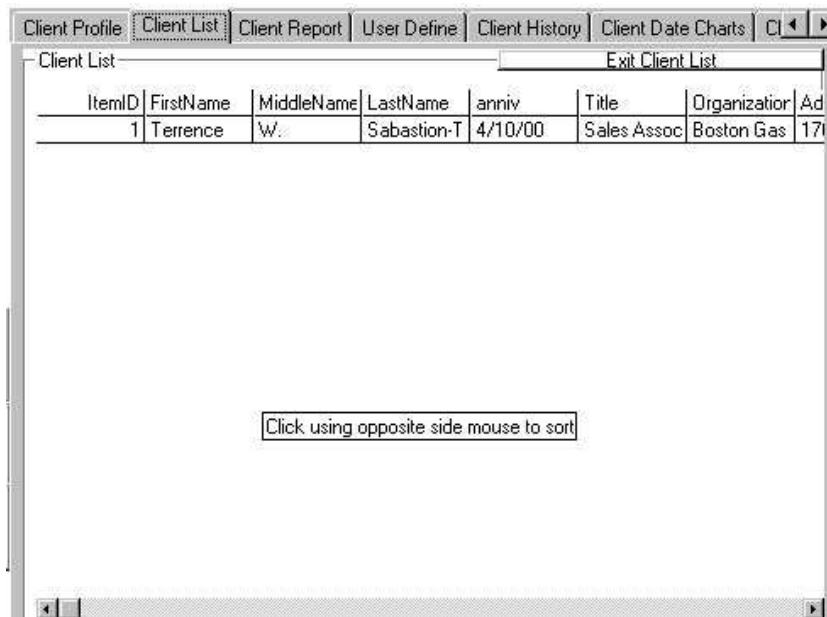 Client Profile Client List Client Report User Define Client History Client Date Charts
Client List Exit Client List
ItemID FirstName MiddleName LastName anniv Title Organization Ad
1 Terrence W. Sabastion-T 4/10/00 Sales Assoc Boston Gas 170
Click using opposite side mouse to sort